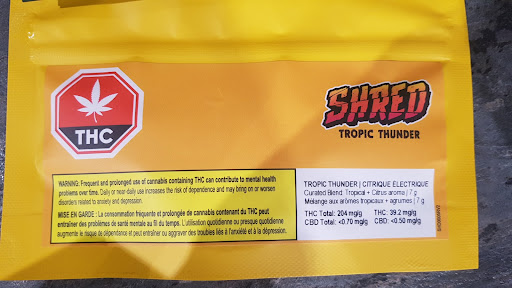 THC
SHRED
TROPIC THUNDER
WARNING: Frequent and prolonged use of cannabis containing THC can contribute to mental health
problems over time. Daily or near-daily use increases the risk of dependence and may bring on or worsen
disorders related to anxiety and depression.
MISE EN GARDE : La consommation fréquente et prolongée de cannabis contenant du THC peut
entraîner des problèmes de santé mentale au fil du temps. L'utilisation quotidienne ou presque quotidienne
augmente le risque de dépendance et peut entraîner ou aggraver des troubles liés à l'anxiété et à la dépression.
TROPIC THUNDER | CITRIQUE ELECTRIQUE
Curated Blend: Tropical + Citrus aroma | 7 g
Mélange aux arômes tropicaux + agrumes | 7 g
THC Total: 204 mg/g THC: 39.2 mg/g
CBD Total: <0.70 mg/g CBD: <0.50 mg/g